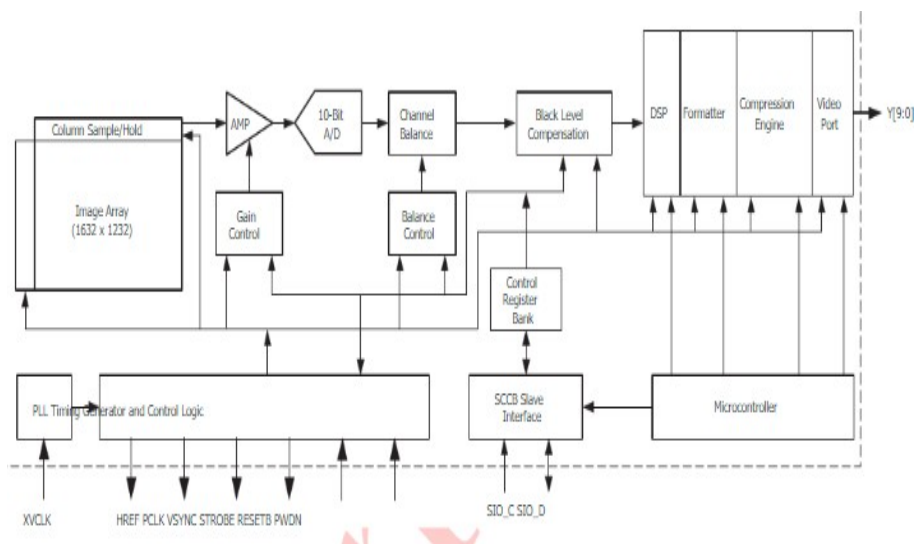 Column Sample/Hold
AMP
10-Bit
A/D
Channel
Balance
Black Level
Compensation
DSP
Formatter
Compression
Engine
Video
Port
Y[9:0]
Image Array
(1632 x 1232)
Gain
Control
Balance
Control
Control
Register
Bank
PLL Timing Generator and Control Logic
SCCB Slave
Interface
Microcontroller
XVCLK
HREF PCLK VSYNC STROBE RESETB PWDN
SIO_C SIO_D